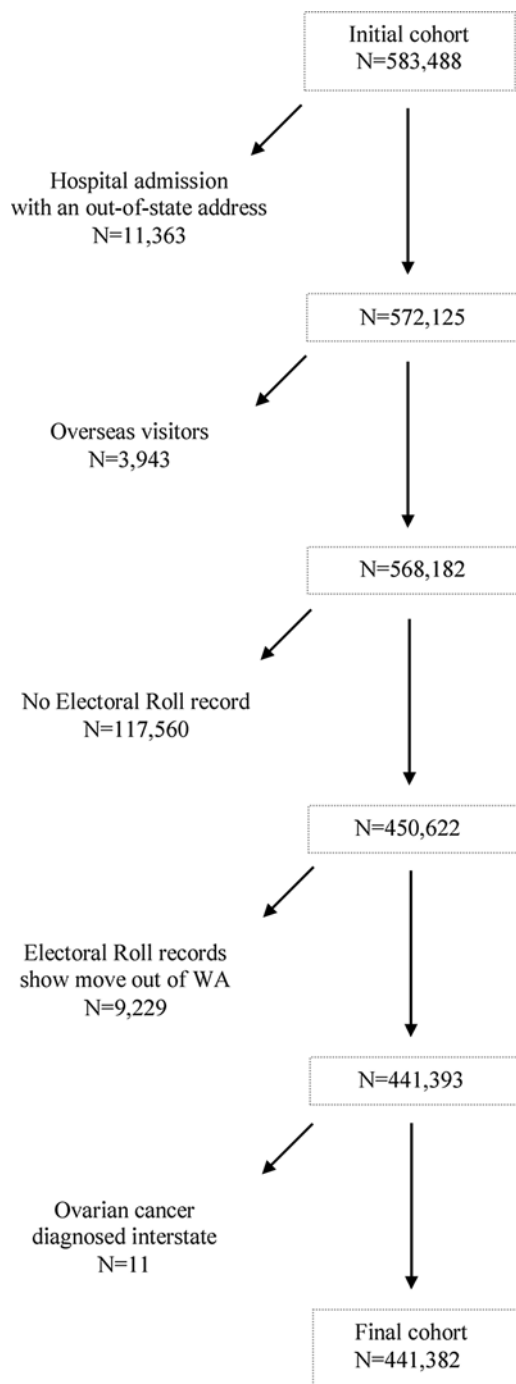 Initial cohort
N=583,488
Hospital admission
with an out-of-state address
N=11,363
N=572,125
Overseas visitors
N=3,943
N=568,182
No Electoral Roll record
N=117,560
N=450,622
Electoral Roll records
show move out of WA
N=9,229
N=441,393
Ovarian cancer
diagnosed interstate
N=11
Final cohort
N=441,382